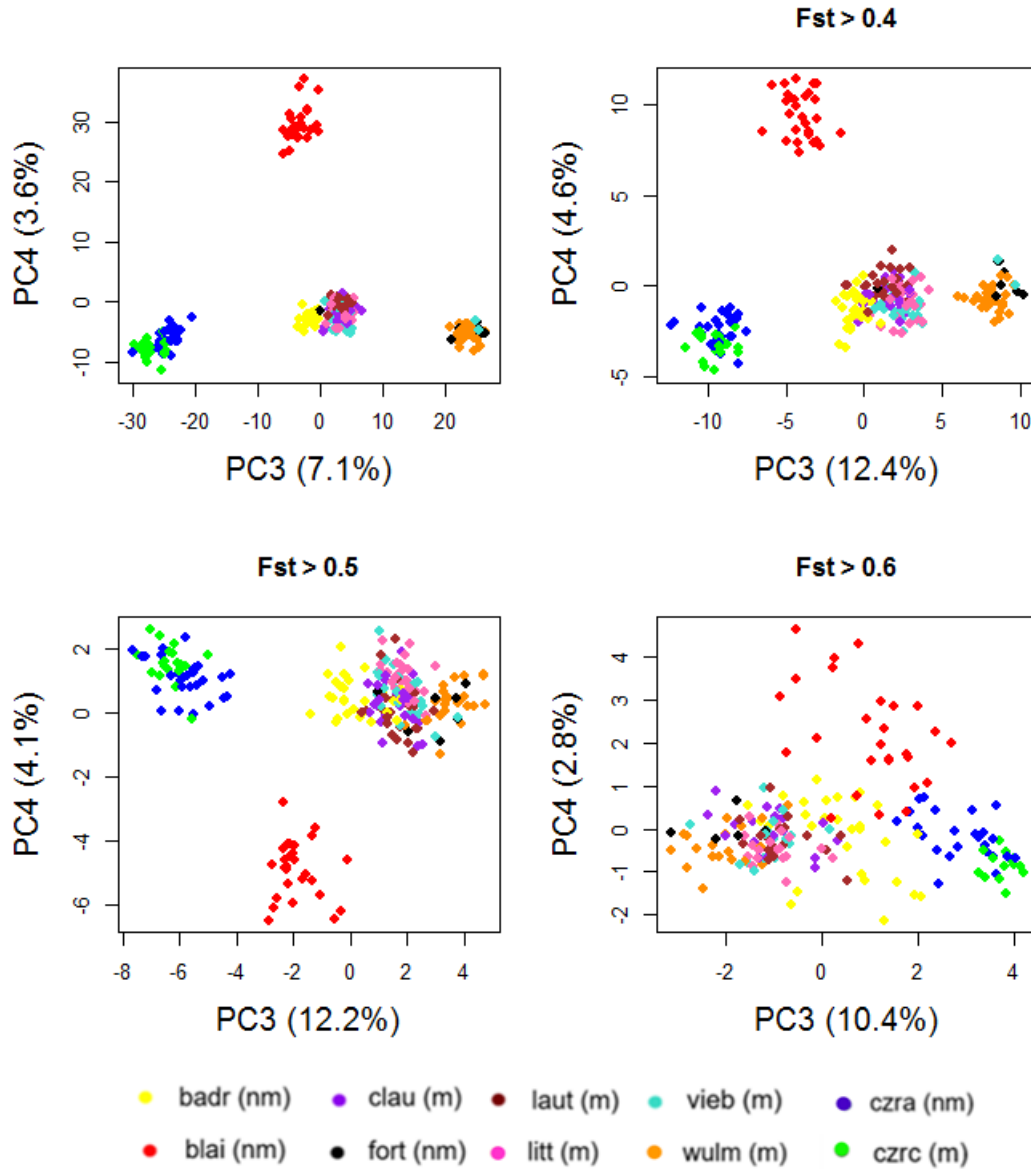 Fst > 0.4
30
20
10
0
-10
PC4 (3.6%)
-30 -20 -10 0 10 20
PC3 (7.1%)
10
5
0
-5
PC4 (4.6%)
-10 -5 0 5 10
PC3 (12.4%)
Fst > 0.5
2
0
-2
-4
-6
PC4 (4.1%)
-8 -6 -4 -2 0 2 4
PC3 (12.2%)
Fst > 0.6
4
3
2
1
0
-1
-2
PC4 (2.8%)
-2 0 2 4
PC3 (10.4%)
badr (nm) clau (m) laut (m) vieb (m) czra (nm)
blai (nm) fort (nm) litt (m) wulm (m) czrc (m)